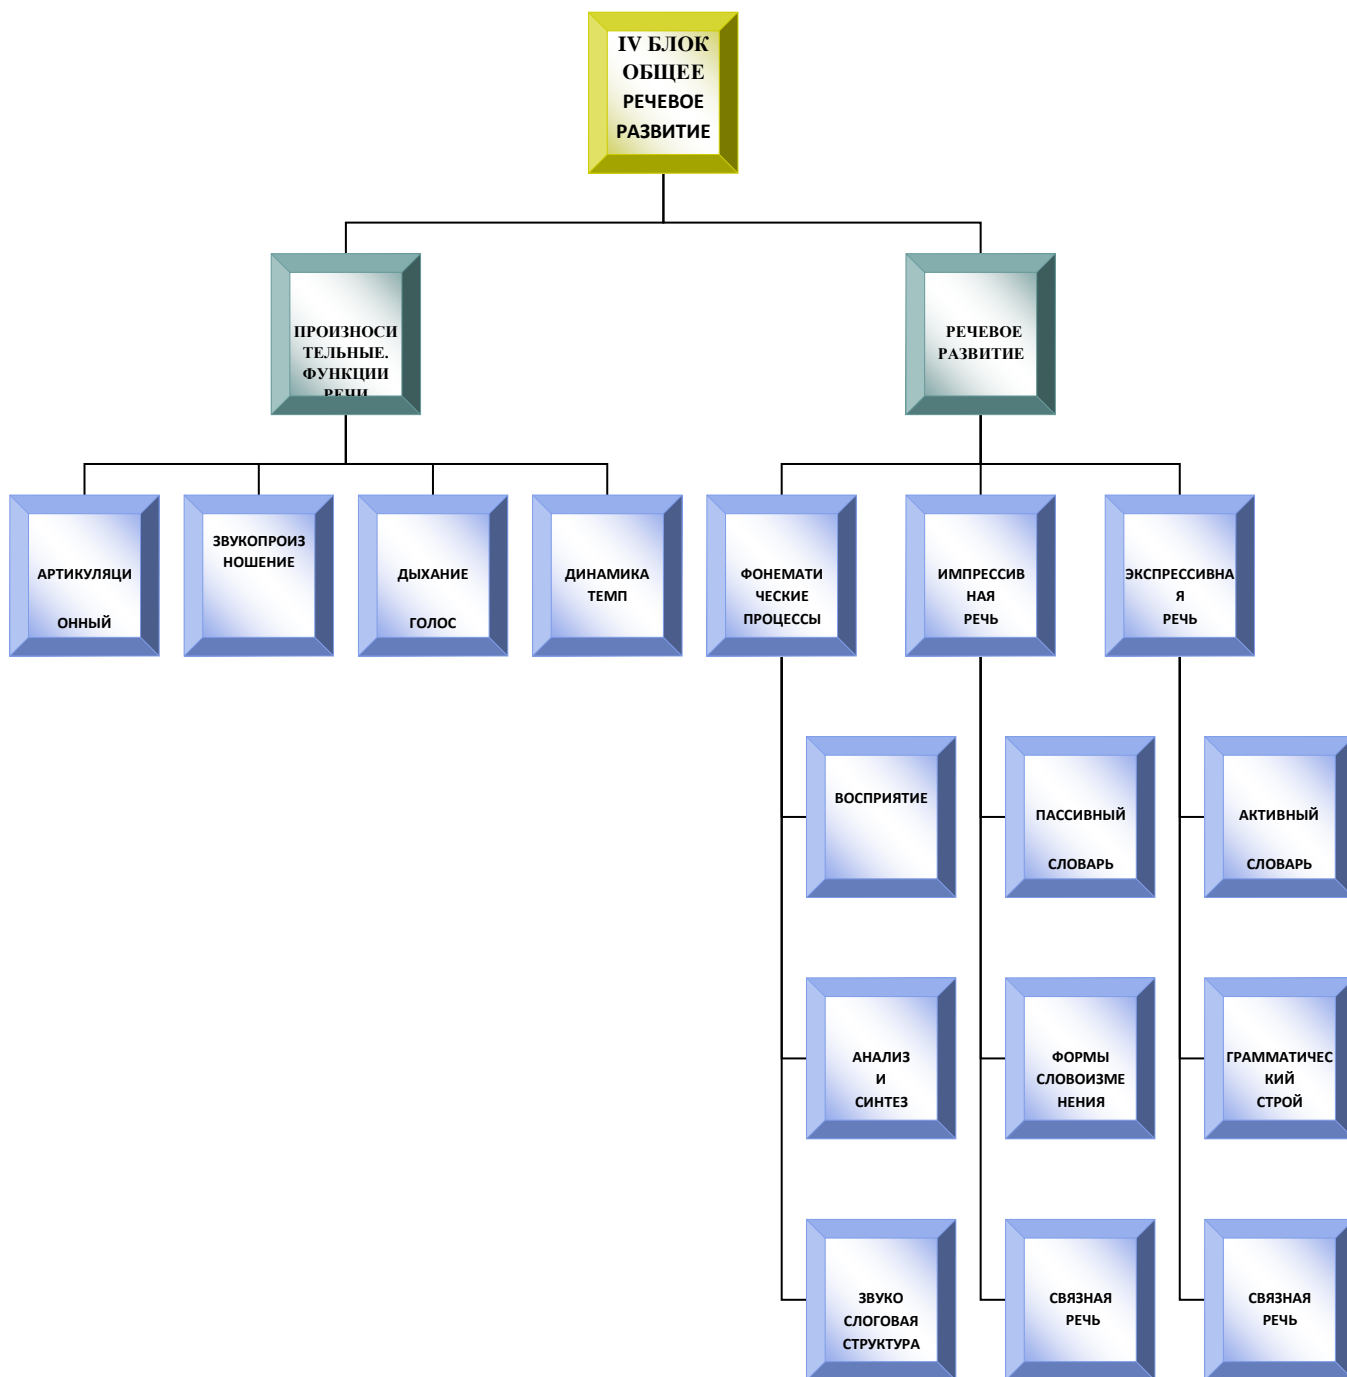 IV БЛОК
ОБЩЕЕ
РЕЧЕВОЕ
РАЗВИТИЕ
ПРОИЗНОСИ
ТЕЛЬНЫЕ.
ФУНКЦИИ
РЕЧИ
РЕЧЕВОЕ
РАЗВИТИЕ
АРТИКУЛЯЦИ
ОННЫЙ
ЗВУКОПРОИЗ
НОШЕНИЕ
ДЫХАНИЕ
ГОЛОС
ДИНАМИКА
ТЕМП
ФОНЕМАТИ
ЧЕСКИЕ
ПРОЦЕССЫ
ИМПРЕССИВ
НАЯ
РЕЧЬ
ЭКСПРЕССИВНА
Я
РЕЧЬ
ВОСПРИЯТИЕ
ПАССИВНЫЙ
СЛОВАРЬ
АКТИВНЫЙ
СЛОВАРЬ
АНАЛИЗ
И
СИНТЕЗ
ФОРМЫ
СЛОВОИЗМЕ
НЕНИЯ
ГРАММАТИЧЕС
КИЙ
СТРОЙ
ЗВУКО
СЛОГОВАЯ
СТРУКТУРА
СВЯЗНАЯ
РЕЧЬ
СВЯЗНАЯ
РЕЧЬ